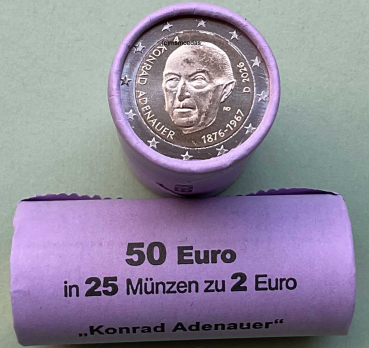 KONRAD ADENAUER
1876-1967
D 2026
50 Euro
in 25 Münzen zu 2 Euro
„Konrad Adenauer“